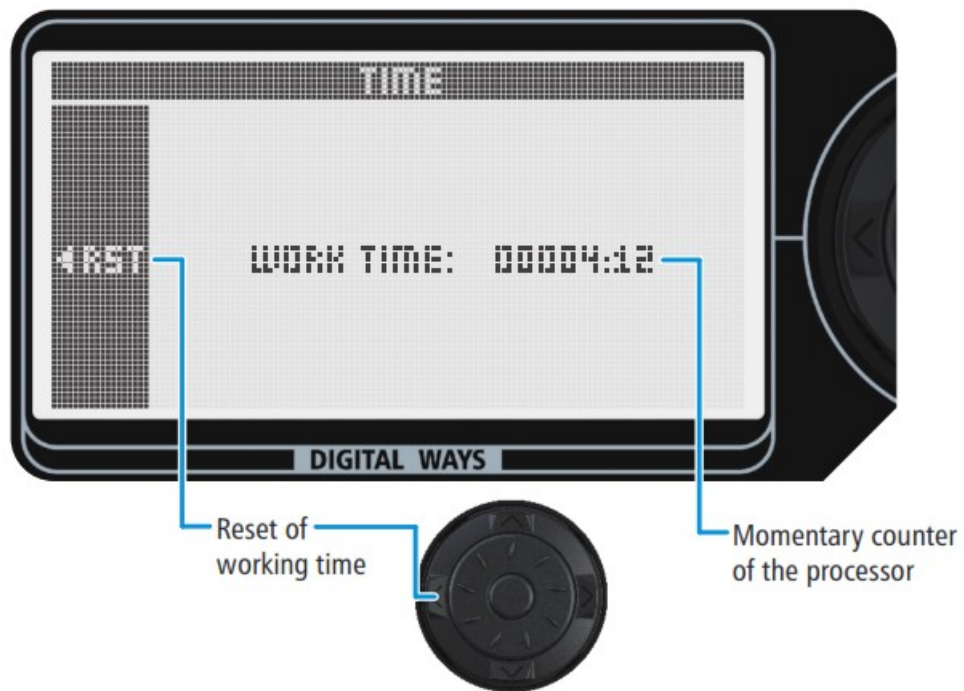 TIME
RST
WORK TIME: 00004:12
DIGITAL WAYS
Reset of
working time
Momentary counter
of the processor